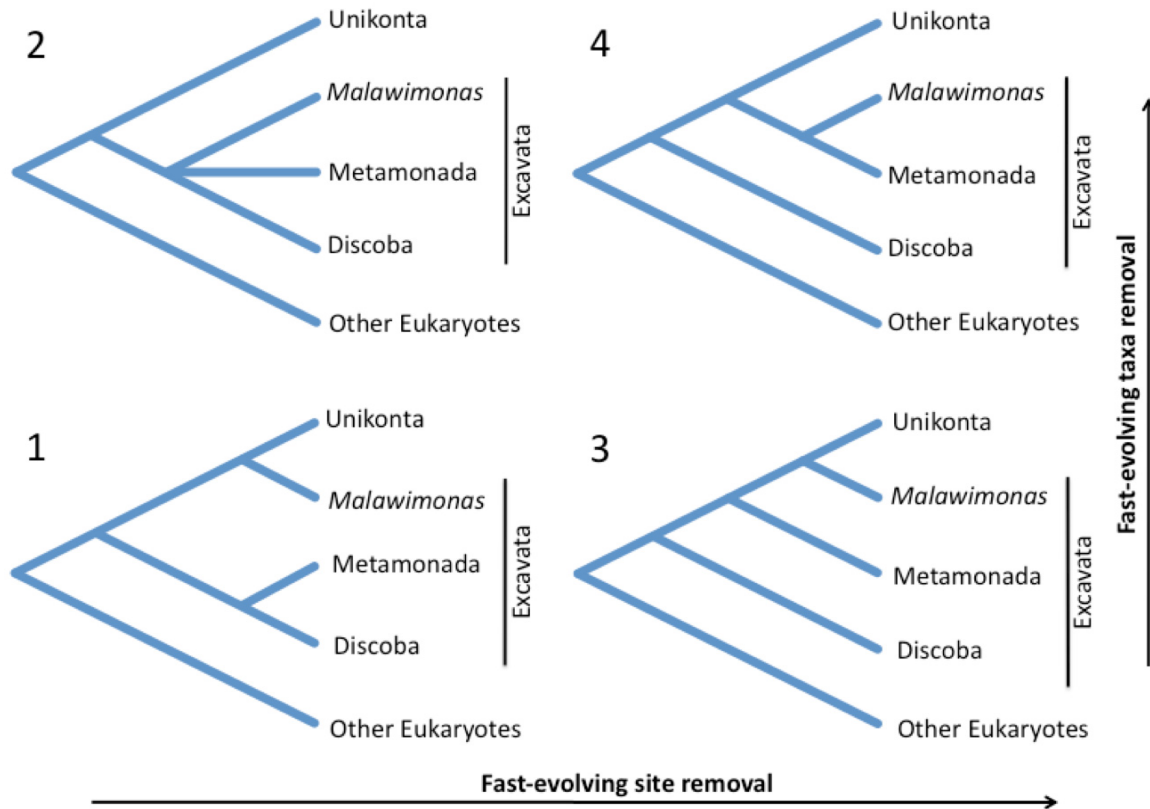 2
Unikonta
Malawimonas
Metamonada
Discoba
Other Eukaryotes
Excavata
4
Unikonta
Malawimonas
Metamonada
Discoba
Other Eukaryotes
Excavata
1
Unikonta
Malawimonas
Metamonada
Discoba
Other Eukaryotes
Excavata
3
Unikonta
Malawimonas
Metamonada
Discoba
Other Eukaryotes
Excavata
Fast-evolving taxa removal
Fast-evolving site removal